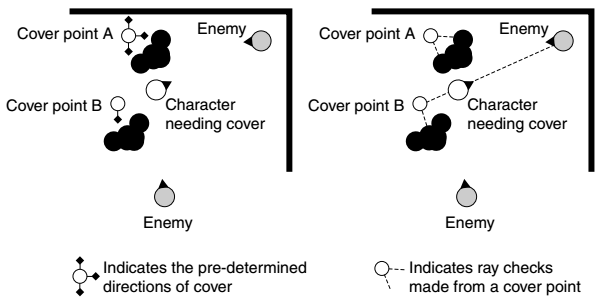 Cover point A
Enemy
Cover point B
Character
needing cover
Enemy
Cover point A
Enemy
Cover point B
Character
needing cover
Enemy
Indicates the pre-determined
directions of cover
Indicates ray checks
made from a cover point